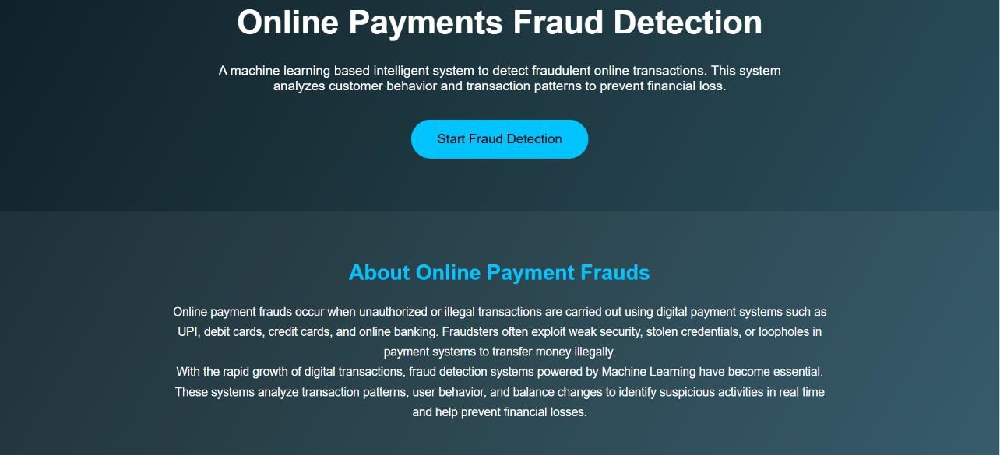 Online Payments Fraud Detection
A machine learning based intelligent system to detect fraudulent online transactions. This system
analyzes customer behavior and transaction patterns to prevent financial loss.
Start Fraud Detection
About Online Payment Frauds
Online payment frauds occur when unauthorized or illegal transactions are carried out using digital payment systems such as
UPI, debit cards, credit cards, and online banking. Fraudsters often exploit weak security, stolen credentials, or loopholes in
payment systems to transfer money illegally.
With the rapid growth of digital transactions, fraud detection systems powered by Machine Learning have become essential.
These systems analyze transaction patterns, user behavior, and balance changes to identify suspicious activities in real time
and help prevent financial losses.